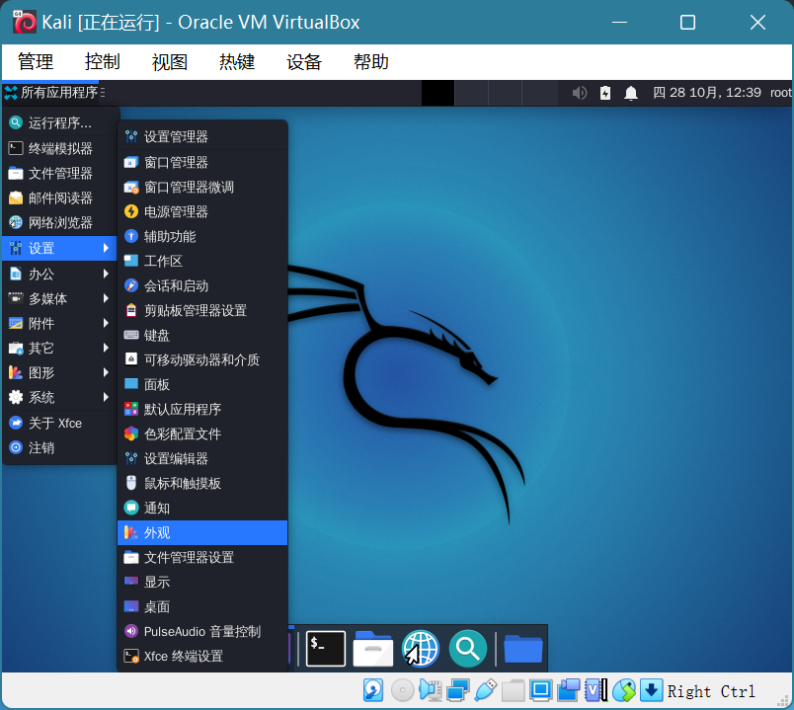 Kali [正在运行] - Oracle VM VirtualBox
管理 控制 视图 热键 设备 帮助
所有应用程序 四 28 10月, 12:39 root
运行程序...
终端模拟器
文件管理器
邮件阅读器
网络浏览器
设置
办公
多媒体
附件
其它
图形
系统
关于 Xfce
注销
设置管理器
窗口管理器
窗口管理器微调
电源管理器
辅助功能
工作区
会话和启动
剪贴板管理器设置
键盘
可移动驱动器和介质
面板
默认应用程序
色彩配置文件
设置编辑器
鼠标和触摸板
通知
外观
文件管理器设置
显示
桌面
PulseAudio 音量控制
Xfce 终端设置
$_
Right Ctrl